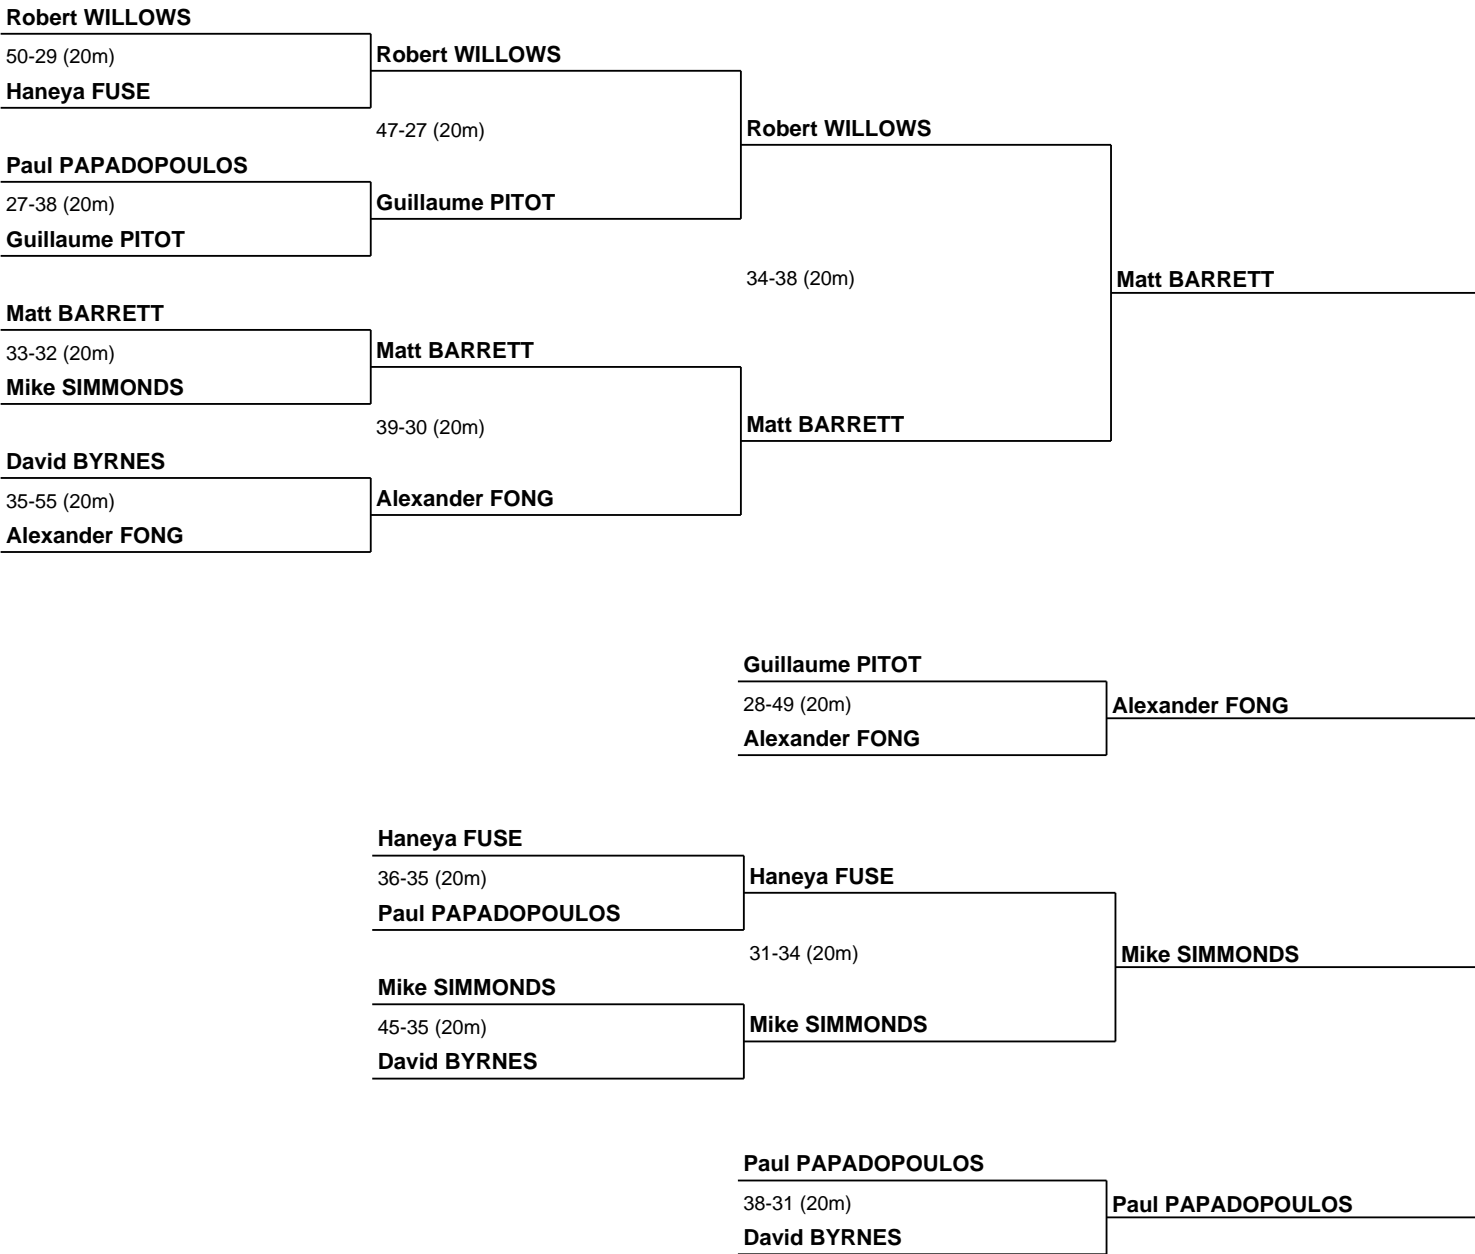 Robert WILLOWS
50-29 (20m)
Robert WILLOWS
Haneya FUSE
47-27 (20m)
Robert WILLOWS
Paul PAPADOPOULOS
27-38 (20m)
Guillaume PITOT
Guillaume PITOT
34-38 (20m)
Matt BARRETT
Matt BARRETT
33-32 (20m)
Matt BARRETT
Mike SIMMONDS
39-30 (20m)
Matt BARRETT
David BYRNES
35-55 (20m)
Alexander FONG
Alexander FONG
Guillaume PITOT
28-49 (20m)
Alexander FONG
Alexander FONG
Haneya FUSE
36-35 (20m)
Haneya FUSE
Paul PAPADOPOULOS
31-34 (20m)
Mike SIMMONDS
Mike SIMMONDS
45-35 (20m)
Mike SIMMONDS
David BYRNES
Paul PAPADOPOULOS
38-31 (20m)
Paul PAPADOPOULOS
David BYRNES